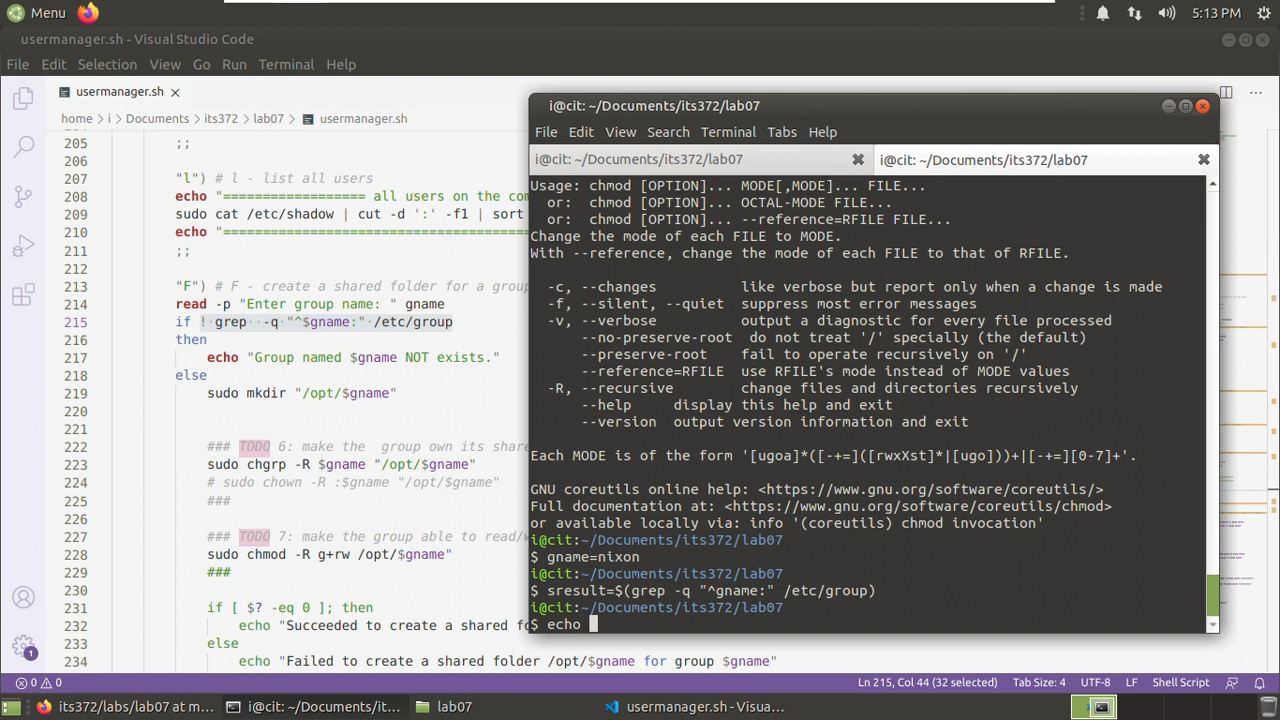 Menu
5:13 PM
usermanager.sh - Visual Studio Code
File Edit Selection View Go Run Terminal Help
usermanager.sh
home > i > Documents > its372 > lab07 > usermanager.sh
205 ;;
206
207 "l") # l - list all users
208 echo "================= all users on the com
209 sudo cat /etc/shadow | cut -d ':' -f1 | sort
210 echo "=====================================
211 ;;
212
213 "F") # F - create a shared folder for a group
214 read -p "Enter group name: " gname
215 if ! grep -q "^$gname:" /etc/group
216 then
217 echo "Group named $gname NOT exists."
218 else
219 sudo mkdir "/opt/$gname"
220
221
222 ### TODO 6: make the group own its share
223 sudo chgrp -R $gname "/opt/$gname"
224 # sudo chown -R :$gname "/opt/$gname"
225 ###
226
227 ### TODO 7: make the group able to read/w
228 sudo chmod -R g+rw /opt/$gname"
229 ###
230
231 if [ $? -eq 0 ]; then
232 echo "Succeeded to create a shared fo
233 else
234 echo "Failed to create a shared folder /opt/$gname for group $gname"
i@cit: ~/Documents/its372/lab07
File Edit View Search Terminal Tabs Help
i@cit: ~/Documents/its372/lab07
i@cit: ~/Documents/its372/lab07
Usage: chmod [OPTION]... MODE[,MODE]... FILE...
or: chmod [OPTION]... OCTAL-MODE FILE...
or: chmod [OPTION]... --reference=RFILE FILE...
Change the mode of each FILE to MODE.
With --reference, change the mode of each FILE to that of RFILE.
-c, --changes like verbose but report only when a change is made
-f, --silent, --quiet suppress most error messages
-v, --verbose output a diagnostic for every file processed
--no-preserve-root do not treat '/' specially (the default)
--preserve-root fail to operate recursively on '/'
--reference=RFILE use RFILE's mode instead of MODE values
-R, --recursive change files and directories recursively
--help display this help and exit
--version output version information and exit
Each MODE is of the form '[ugoa]*([-+=]([rwxXst]*|[ugo]))+|[-+=][0-7]+'.
GNU coreutils online help: <https://www.gnu.org/software/coreutils/>
Full documentation at: <https://www.gnu.org/software/coreutils/chmod>
or available locally via: info '(coreutils) chmod invocation'
i@cit:~/Documents/its372/lab07
$ gname=nixon
i@cit:~/Documents/its372/lab07
$ sresult=$(grep -q "^gname:" /etc/group)
i@cit:~/Documents/its372/lab07
$ echo
1
0 0
Ln 215, Col 44 (32 selected) Tab Size: 4 UTF-8 LF Shell Script
its372/labs/lab07 at m...
i@cit: ~/Documents/its...
lab07
usermanager.sh - Visua...